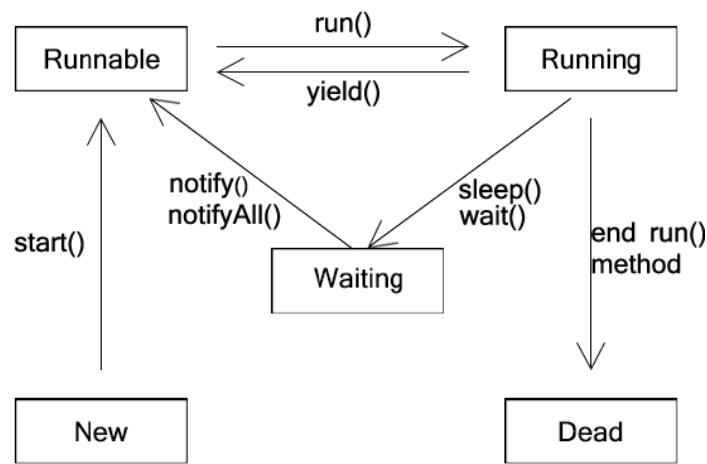 run()
Runnable
Running
yield()
notify()
notifyAll()
sleep()
wait()
start()
end run()
method
Waiting
New
Dead